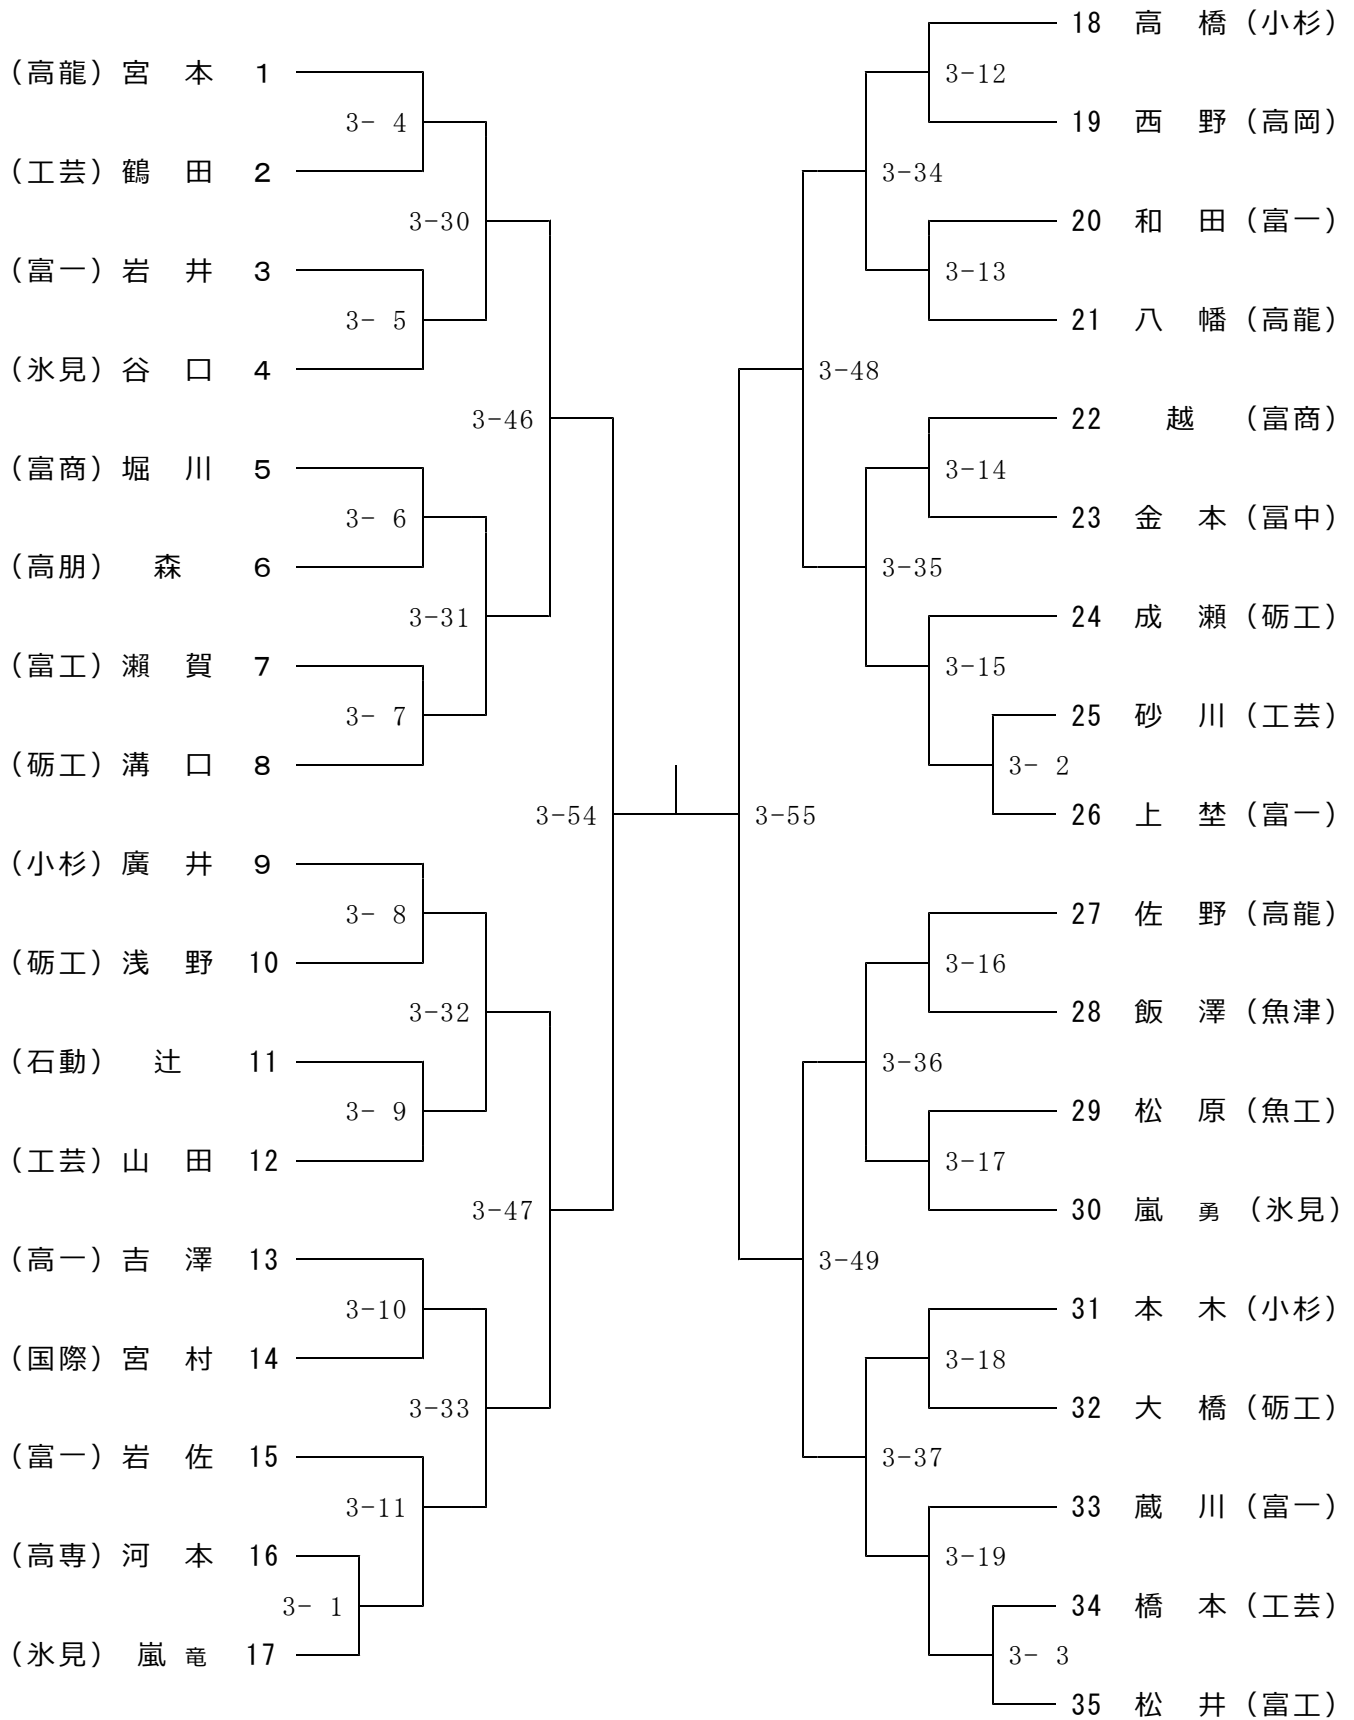 (高龍) 宮 本 1
3- 4
(工芸) 鶴 田 2
3-30
(富一) 岩 井 3
3- 5
(氷見) 谷 口 4
3-46
(富商) 堀 川 5
3- 6
(高朋) 森 6
3-31
(富工) 瀬 賀 7
3- 7
(砺工) 溝 口 8
3-54
(小杉) 廣 井 9
3- 8
(砺工) 浅 野 10
3-32
(石動) 辻 11
3- 9
(工芸) 山 田 12
3-47
(高一) 吉 澤 13
3-10
(国際) 宮 村 14
3-33
(富一) 岩 佐 15
3-11
(高専) 河 本 16
3- 1
(氷見) 嵐 竜 17
18 高 橋 (小杉)
3-12
19 西 野 (高岡)
3-34
20 和 田 (富一)
3-13
21 八 幡 (高龍)
3-48
22 越 (富商)
3-14
23 金 本 (冨中)
3-35
24 成 瀬 (砺工)
3-15
25 砂 川 (工芸)
3- 2
26 上 埜 (富一)
3-55
27 佐 野 (高龍)
3-16
28 飯 澤 (魚津)
3-36
29 松 原 (魚工)
3-17
30 嵐 勇 (氷見)
3-49
31 本 木 (小杉)
3-18
32 大 橋 (砺工)
3-37
33 蔵 川 (富一)
3-19
34 橋 本 (工芸)
3- 3
35 松 井 (富工)